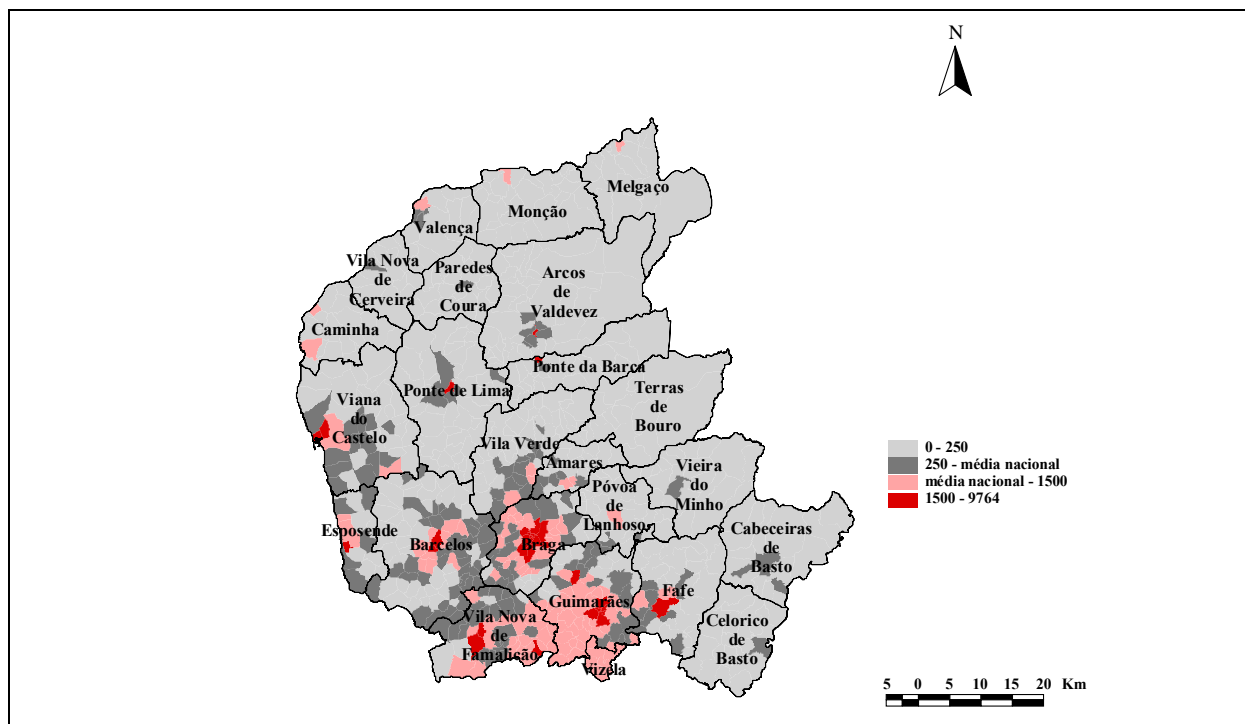 N
Melgaço
Monção
Valença
Vila Nova
de
Cerveira
Paredes
de
Coura
Arcos
de
Valdevez
Caminha
Ponte da Barca
Ponte de Lima
Terras
de
Bouro
Viana
do
Castelo
Vila Verde
Amares
Vieira
do
Minho
Póvoa
de
Lanhoso
Cabeceiras
de
Basto
Esposende
Barcelos
Braga
Guimarães
Fafe
Celorico
de
Basto
Vila Nova
de
Famalicão
Vizela
0 - 250
250 - média nacional
média nacional - 1500
1500 - 9764
5 0 5 10 15 20 Km